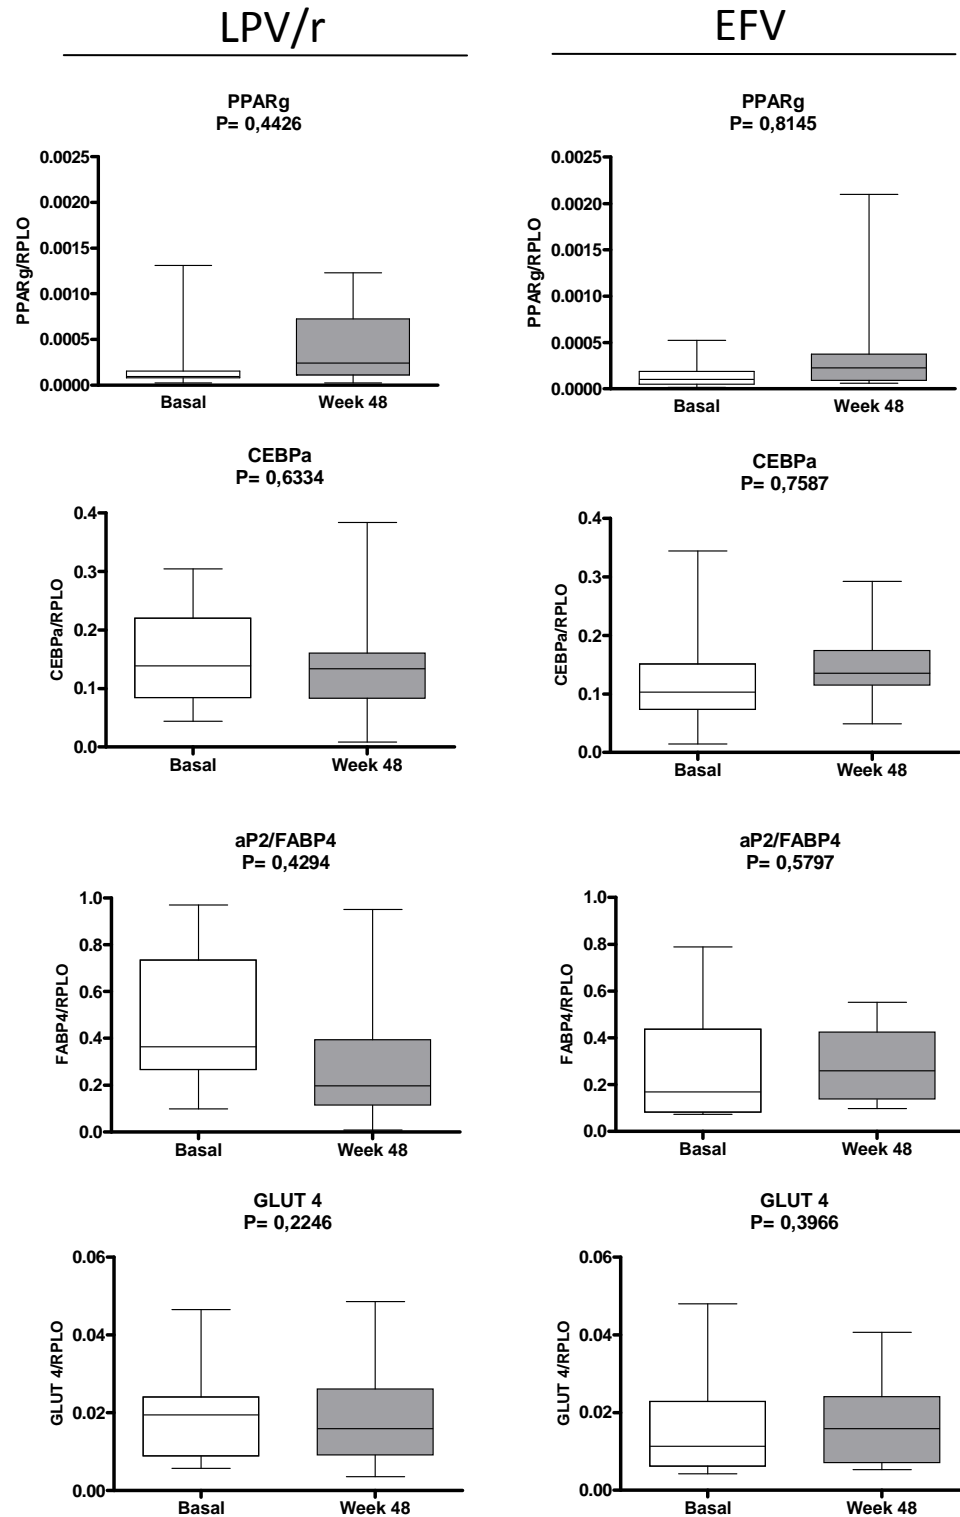 LPV/r
EFV
PPARg
P= 0,4426
PPARg/RPLO
0.0025
0.0020
0.0015
0.0010
0.0005
0.0000
Basal
Week 48
PPARg
P= 0,8145
PPARg/RPLO
0.0025
0.0020
0.0015
0.0010
0.0005
0.0000
Basal
Week 48
CEBPa
P= 0,6334
CEBPa/RPLO
0.4
0.3
0.2
0.1
0.0
Basal
Week 48
CEBPa
P= 0,7587
CEBPa/RPLO
0.4
0.3
0.2
0.1
0.0
Basal
Week 48
aP2/FABP4
P= 0,4294
FABP4/RPLO
1.0
0.8
0.6
0.4
0.2
0.0
Basal
Week 48
aP2/FABP4
P= 0,5797
FABP4/RPLO
1.0
0.8
0.6
0.4
0.2
0.0
Basal
Week 48
GLUT 4
P= 0,2246
GLUT 4/RPLO
0.06
0.04
0.02
0.00
Basal
Week 48
GLUT 4
P= 0,3966
GLUT 4/RPLO
0.06
0.04
0.02
0.00
Basal
Week 48